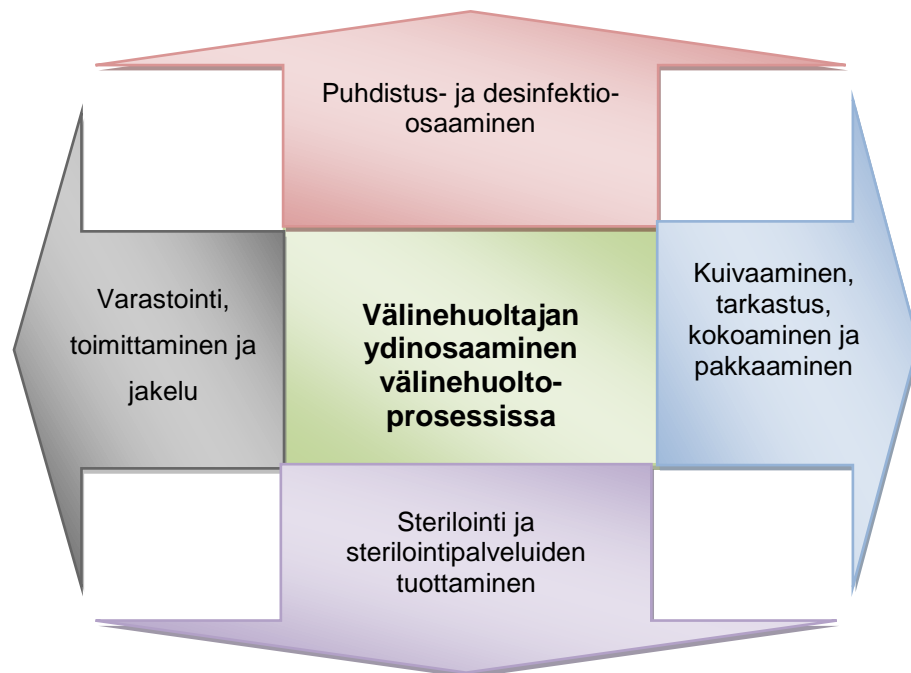 Puhdistus- ja desinfektio-
osaaminen
Varastointi,
toimittaminen ja
jakelu
Välinehuoltajan
ydinosaaminen
välinehuolto-
prosessissa
Kuivaaminen,
tarkastus,
kokoaminen ja
pakkaaminen
Sterilointi ja
sterilointipalveluiden
tuottaminen